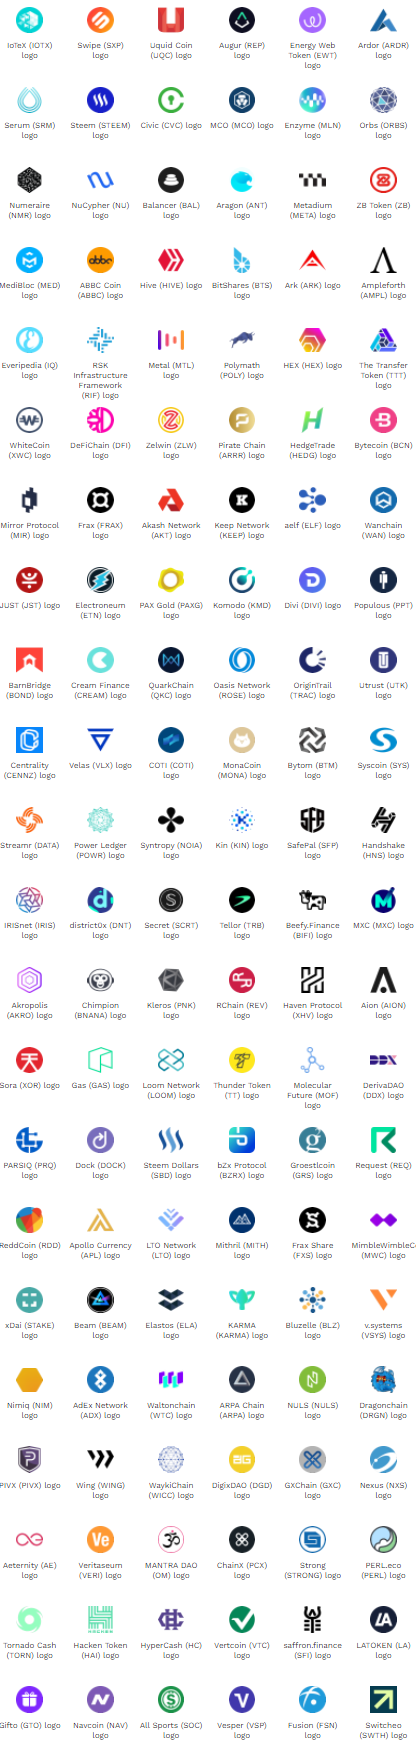 IoTeX (IOTX) logo
Swipe (SXP) logo
Uquid Coin (UQC) logo
Augur (REP) logo
Energy Web Token (EWT) logo
Ardor (ARDR) logo
Serum (SRM) logo
Steem (STEEM) logo
Civic (CVC) logo
MCO (MCO) logo
Enzyme (MLN) logo
Orbs (ORBS) logo
Numeraire (NMR) logo
NuCypher (NU) logo
Balancer (BAL) logo
Aragon (ANT) logo
Metadium (META) logo
ZB Token (ZB) logo
MediBloc (MED) logo
abbc
ABBC Coin (ABBC) logo
Hive (HIVE) logo
BitShares (BTS) logo
Ark (ARK) logo
Ampleforth (AMPL) logo
Everipedia (IQ) logo
RSK Infrastructure Framework (RIF) logo
Metal (MTL) logo
Polymath (POLY) logo
HEX (HEX) logo
The Transfer Token (TTT) logo
WhiteCoin (XWC) logo
DeFiChain (DFI) logo
Zelwin (ZLW) logo
Pirate Chain (ARRR) logo
HedgeTrade (HEDG) logo
Bytecoin (BCN) logo
Mirror Protocol (MIR) logo
Frax (FRAX) logo
Akash Network (AKT) logo
Keep Network (KEEP) logo
aelf (ELF) logo
Wanchain (WAN) logo
JUST (JST) logo
Electroneum (ETN) logo
PAX Gold (PAXG) logo
Komodo (KMD) logo
Divi (DIVI) logo
Populous (PPT) logo
BarnBridge (BOND) logo
Cream Finance (CREAM) logo
QuarkChain (QKC) logo
Oasis Network (ROSE) logo
OriginTrail (TRAC) logo
Utrust (UTK) logo
Centrality (CENNZ) logo
Velas (VLX) logo
COTI (COTI) logo
MonaCoin (MONA) logo
Bytom (BTM) logo
Syscoin (SYS) logo
Streamr (DATA) logo
Power Ledger (POWR) logo
Syntropy (NOIA) logo
Kin (KIN) logo
SFP
SafePal (SFP) logo
Handshake (HNS) logo
IRISnet (IRIS) logo
district0x (DNT) logo
Secret (SCRT) logo
Tellor (TRB) logo
Beefy.Finance (BIFI) logo
MXC (MXC) logo
Akropolis (AKRO) logo
Chimpion (BNANA) logo
Kleros (PNK) logo
RChain (REV) logo
Haven Protocol (XHV) logo
Aion (AION) logo
Sora (XOR) logo
Gas (GAS) logo
Loom Network (LOOM) logo
Thunder Token (TT) logo
Molecular Future (MOF) logo
DDX
DerivaDAO (DDX) logo
PARSIQ (PRQ) logo
Dock (DOCK) logo
Steem Dollars (SBD) logo
bZx Protocol (BZRX) logo
Groestlcoin (GRS) logo
Request (REQ) logo
ReddCoin (RDD) logo
Apollo Currency (APL) logo
LTO Network (LTO) logo
Mithril (MITH) logo
Frax Share (FXS) logo
MimbleWimbleC (MWC) logo
xDai (STAKE) logo
Beam (BEAM) logo
Elastos (ELA) logo
KARMA (KARMA) logo
Bluzelle (BLZ) logo
v.systems (VSYS) logo
Nimiq (NIM) logo
AdEx Network (ADX) logo
Waltonchain (WTC) logo
ARPA Chain (ARPA) logo
NULS (NULS) logo
Dragonchain (DRGN) logo
PIVX (PIVX) logo
Wing (WING) logo
WaykiChain (WICC) logo
DigixDAO (DGD) logo
GXChain (GXC) logo
Nexus (NXS) logo
Aeternity (AE) logo
Ve
Veritaseum (VERI) logo
ॐ
MANTRA DAO (OM) logo
ChainX (PCX) logo
Strong (STRONG) logo
PERL.eco (PERL) logo
Tornado Cash (TORN) logo
HACKEN
Hacken Token (HAI) logo
HyperCash (HC) logo
Vertcoin (VTC) logo
saffron.finance (SFI) logo
LA
LATOKEN (LA) logo
Gifto (GTO) logo
Navcoin (NAV) logo
All Sports (SOC) logo
Vesper (VSP) logo
Fusion (FSN) logo
Switcheo (SWTH) logo